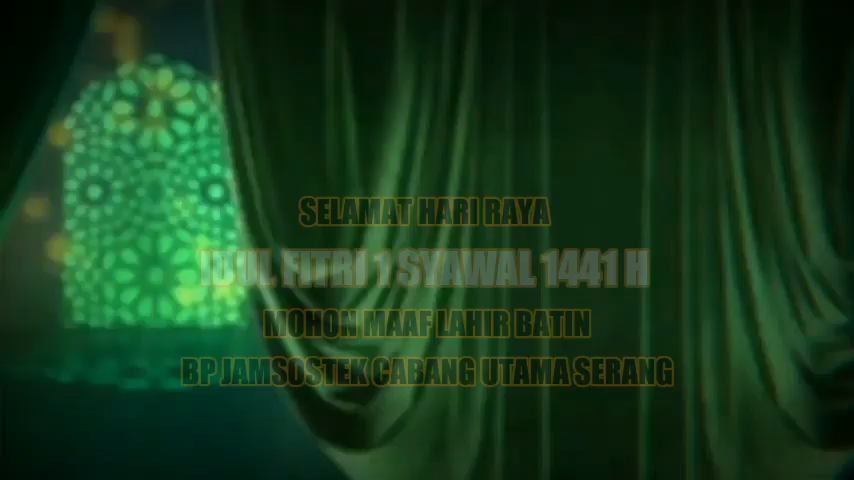 SELAMAT HARI RAYA
IDUL FITRI 1 SYAWAL 1441 H
MOHON MAAF LAHIR BATIN
BP JAMSOSTEK CABANG UTAMA SERANG